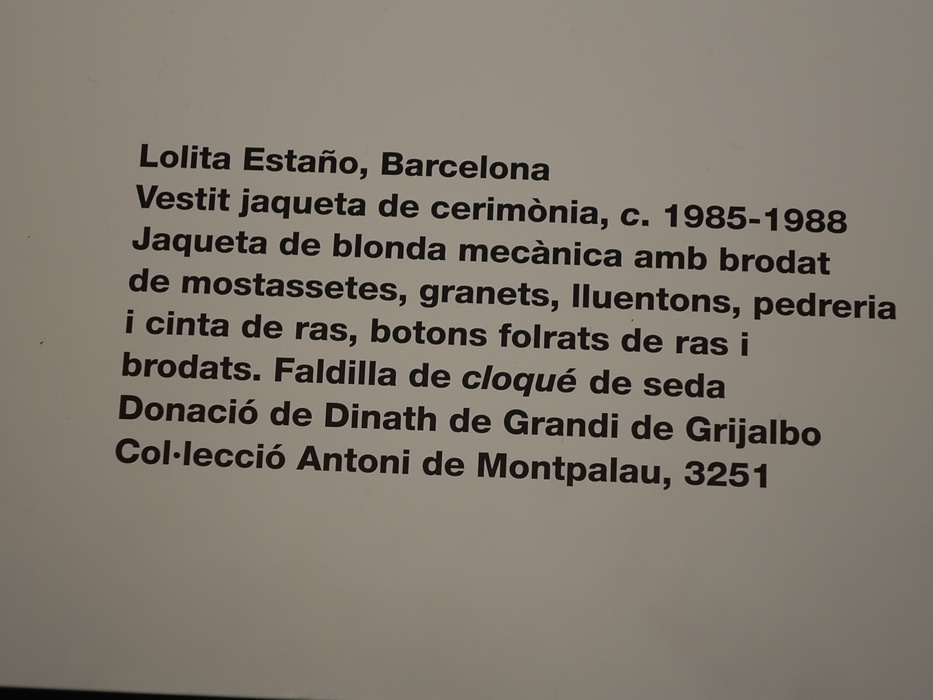 Lolita Estaño, Barcelona
Vestit jaqueta de cerimònia, c. 1985-1988
Jaqueta de blonda mecànica amb brodat
de mostassetes, granets, lluentons, pedreria
i cinta de ras, botons folrats de ras i
brodats. Faldilla de cloqué de seda
Donació de Dinath de Grandi de Grijalbo
Col·lecció Antoni de Montpalau, 3251